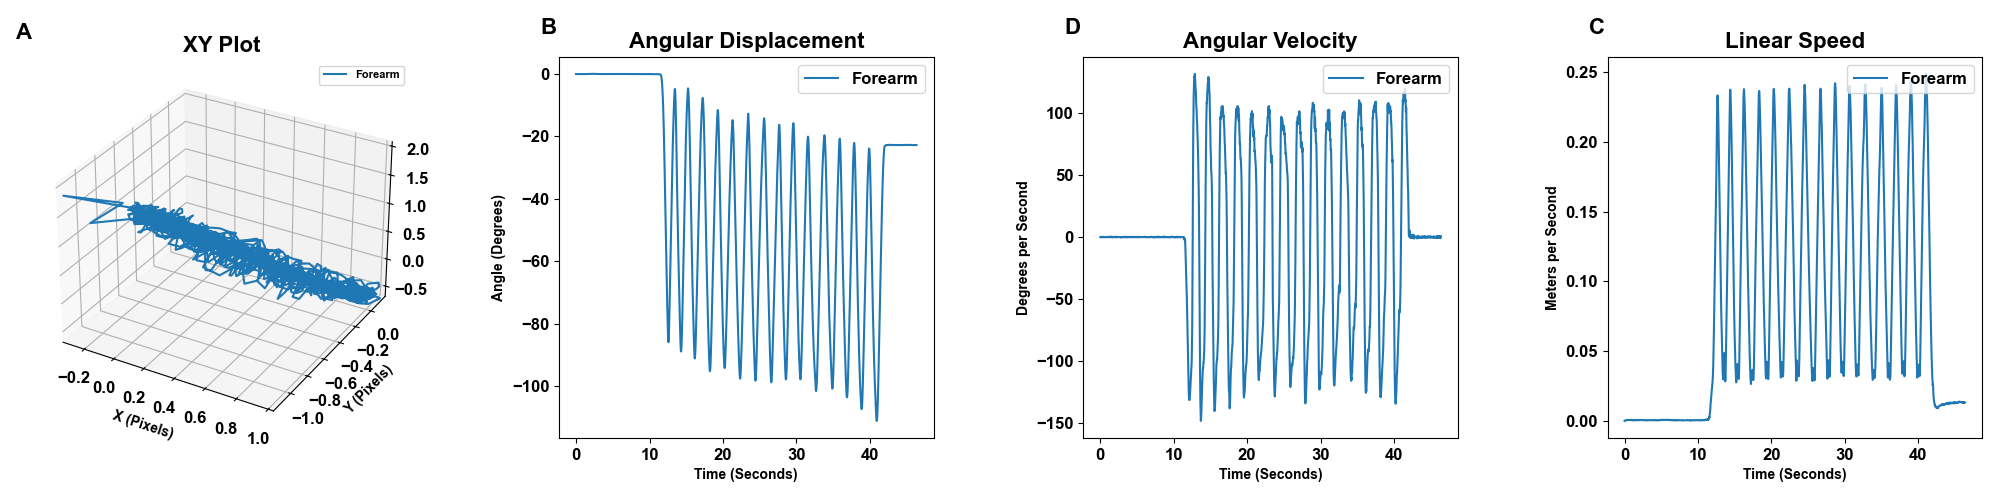 A
XY Plot
Forearm
2.0
1.5
1.0
0.5
0.0
−0.5
0.0
−0.2
−0.4
−0.6
−0.8
−1.0
Y (Pixels)
−0.2
0.0
0.2
0.4
0.6
0.8
1.0
X (Pixels)
B
Angular Displacement
Forearm
0
−20
−40
−60
−80
−100
Angle (Degrees)
0 10 20 30 40
Time (Seconds)
D
Angular Velocity
Forearm
100
50
0
−50
−100
−150
Degrees per Second
0 10 20 30 40
Time (Seconds)
C
Linear Speed
Forearm
0.25
0.20
0.15
0.10
0.05
0.00
Meters per Second
0 10 20 30 40
Time (Seconds)